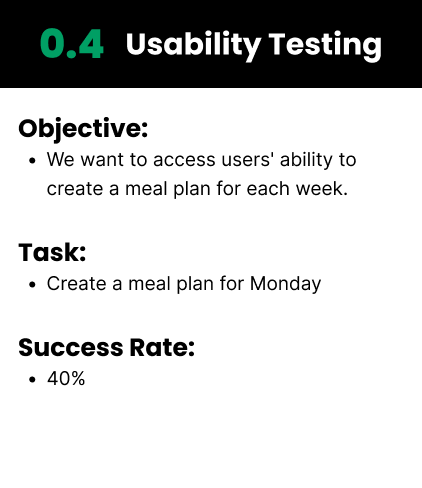 0.4 Usability Testing
Objective:
• We want to access users' ability to
create a meal plan for each week.
Task:
• Create a meal plan for Monday
Success Rate:
• 40%